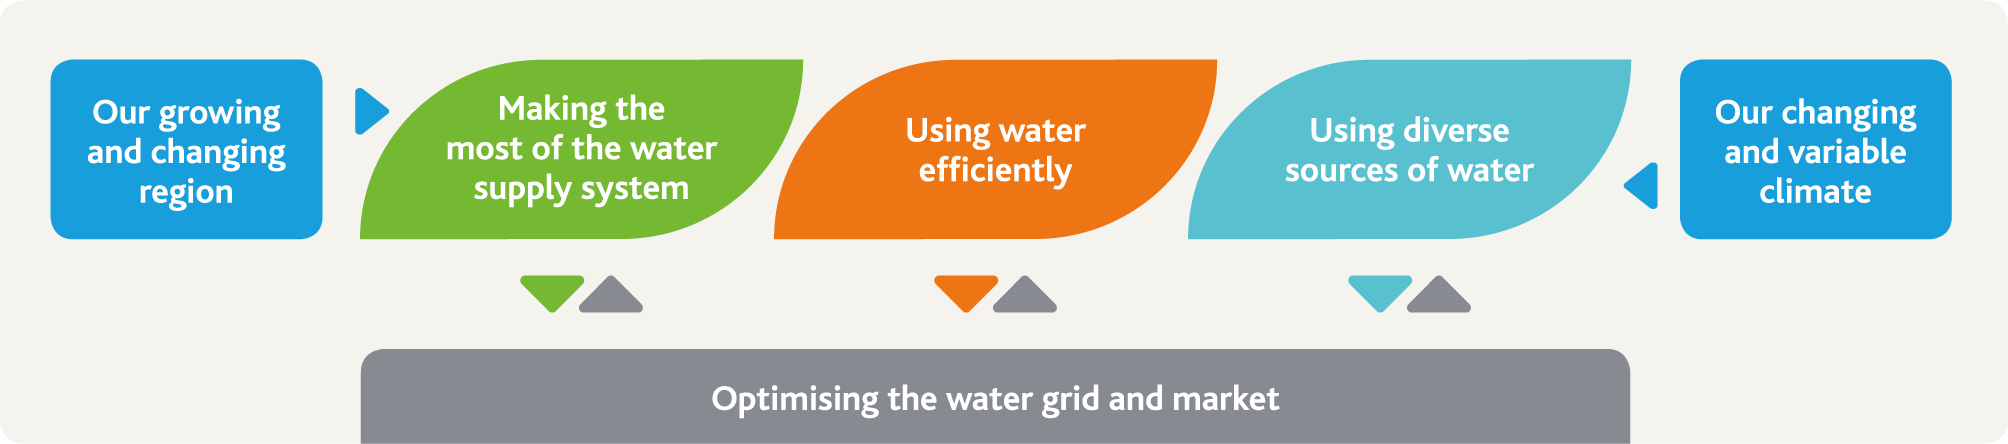 Our growing
and changing
region
Making the
most of the water
supply system
Using water
efficiently
Using diverse
sources of water
Our changing
and variable
climate
Optimising the water grid and market